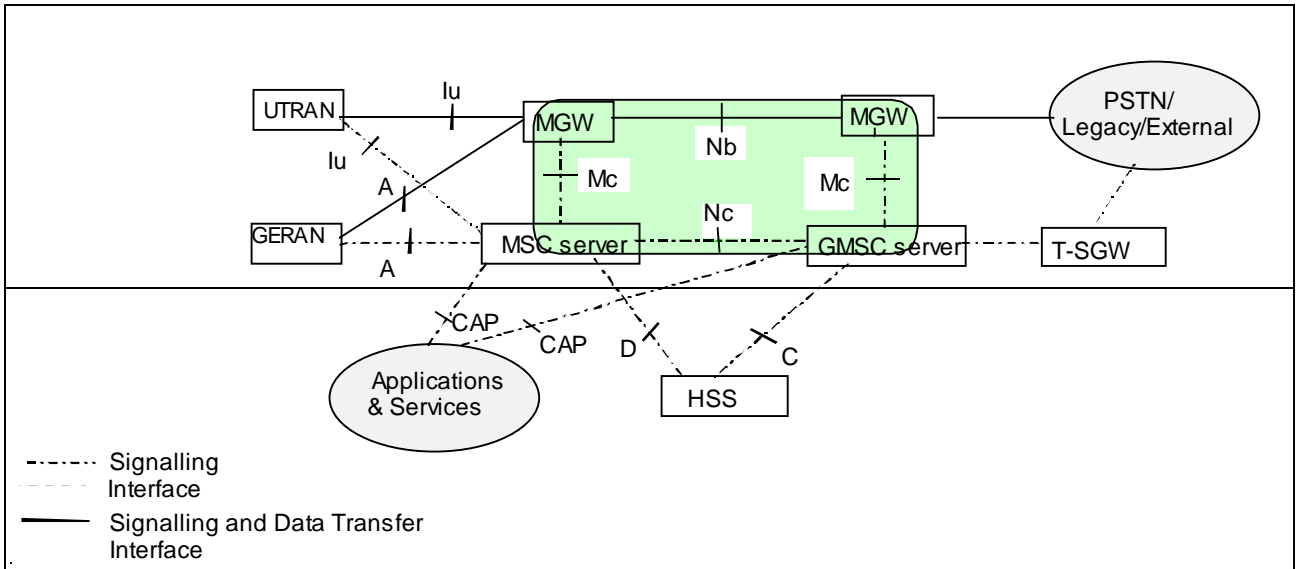 Iu
UTRAN
MGW
MGW
PSTN/
Legacy/External
Nb
Iu
Mc
Mc
A
Nc
GERAN
MSC server
GMSC server
T-SGW
A
CAP
CAP
D
C
Applications
& Services
HSS
Signalling
Interface
Signalling and Data Transfer
Interface